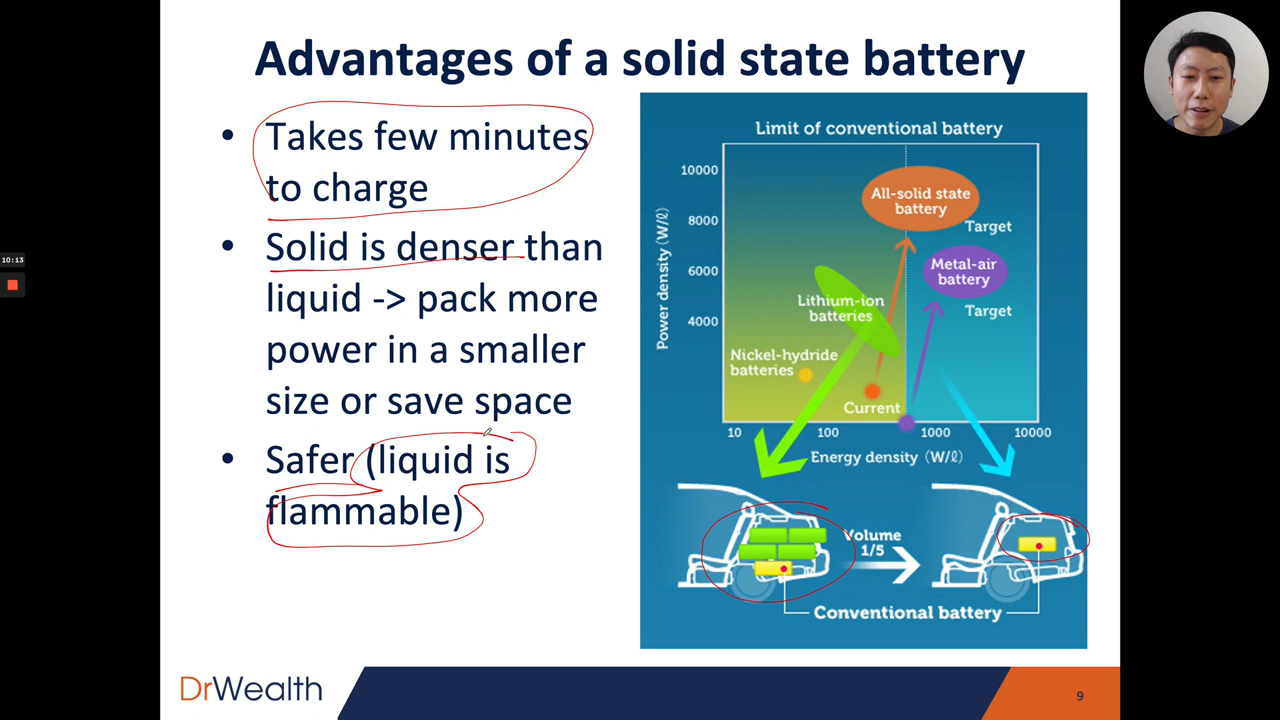 Advantages of a solid state battery
• Takes few minutes
to charge
• Solid is denser than
liquid -> pack more
power in a smaller
size or save space
• Safer (liquid is
flammable)
10:13
Limit of conventional battery
Power density (W/ℓ)
10000
8000
6000
4000
All-solid state
battery
Target
Metal-air
battery
Target
Lithium-ion
batteries
Nickel-hydride
batteries
Current
10
100
1000
10000
Energy density (W/ℓ)
Volume
1/5
Conventional battery
DrWealth
9